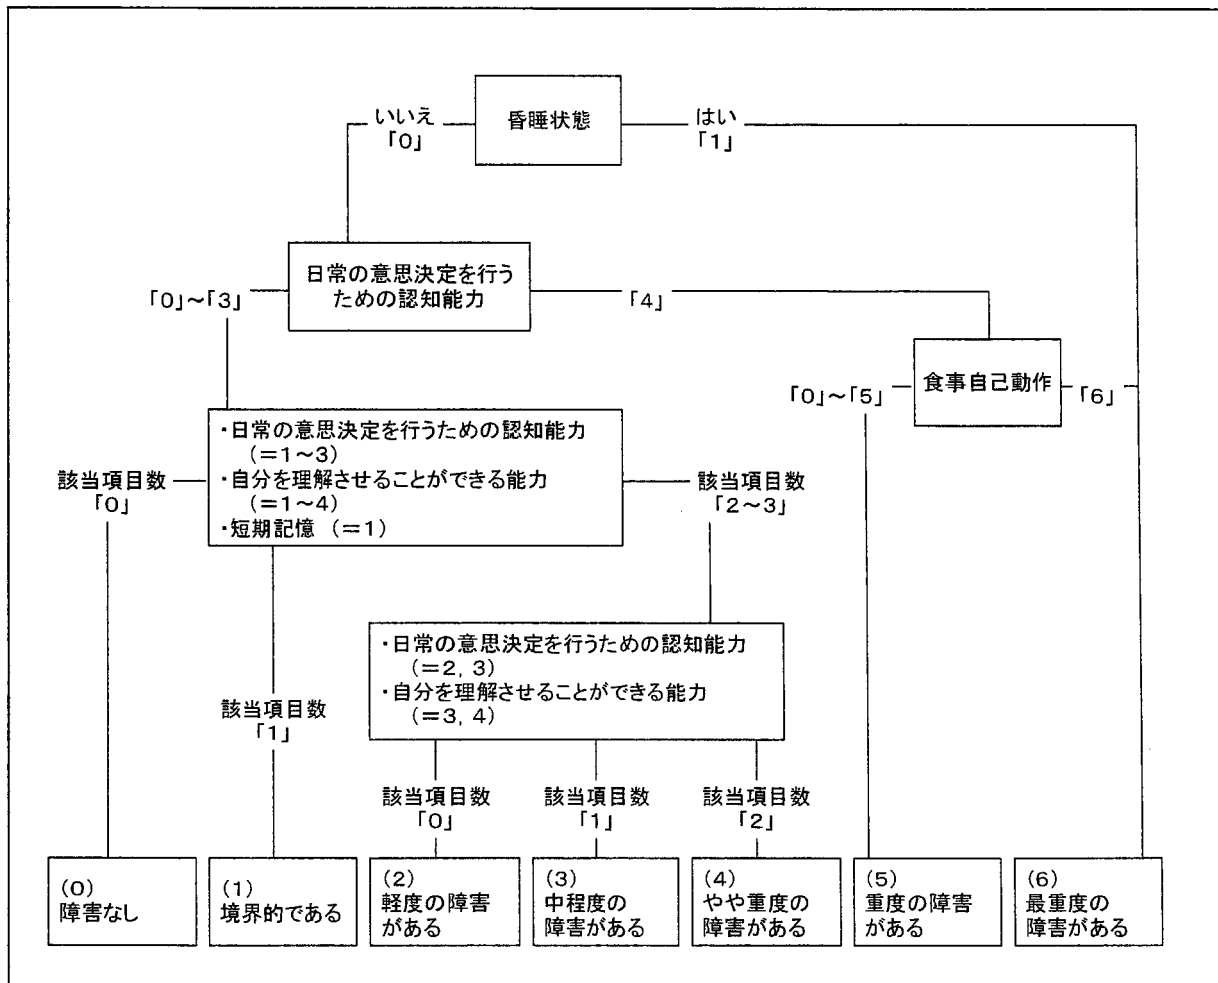 昏睡状態
いいえ
「0」
はい
「1」
日常の意思決定を行う
ための認知能力
「0」～「3」
「4」
食事自己動作
「0」～「5」
「6」
・日常の意思決定を行うための認知能力
(＝1～3)
・自分を理解させることができる能力
(＝1～4)
・短期記憶 (＝1)
該当項目数
「0」
該当項目数
「2～3」
・日常の意思決定を行うための認知能力
(＝2, 3)
・自分を理解させることができる能力
(＝3, 4)
該当項目数
「1」
該当項目数
「0」
該当項目数
「1」
該当項目数
「2」
(0)
障害なし
(1)
境界的である
(2)
軽度の障害
がある
(3)
中程度の
障害がある
(4)
やや重度の
障害がある
(5)
重度の障害
がある
(6)
最重度の
障害がある